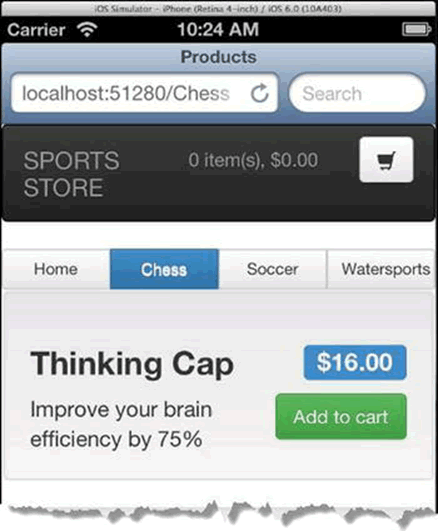 iOS Simulator – iPhone (Retina 4-inch) / iOS 6.0 (10A403)
Carrier 10:24 AM
Products
localhost:51280/Chess Search
SPORTS STORE 0 item(s), $0.00
Home Chess Soccer Watersports
Thinking Cap $16.00
Improve your brain
efficiency by 75% Add to cart